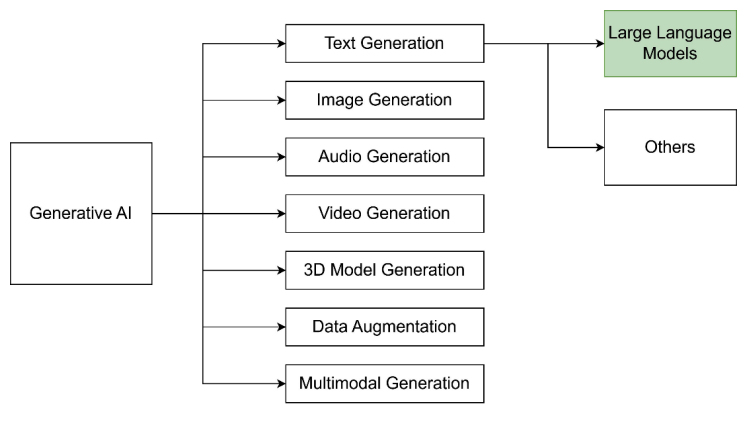 Generative AI
Text Generation
Image Generation
Audio Generation
Video Generation
3D Model Generation
Data Augmentation
Multimodal Generation
Large Language
Models
Others